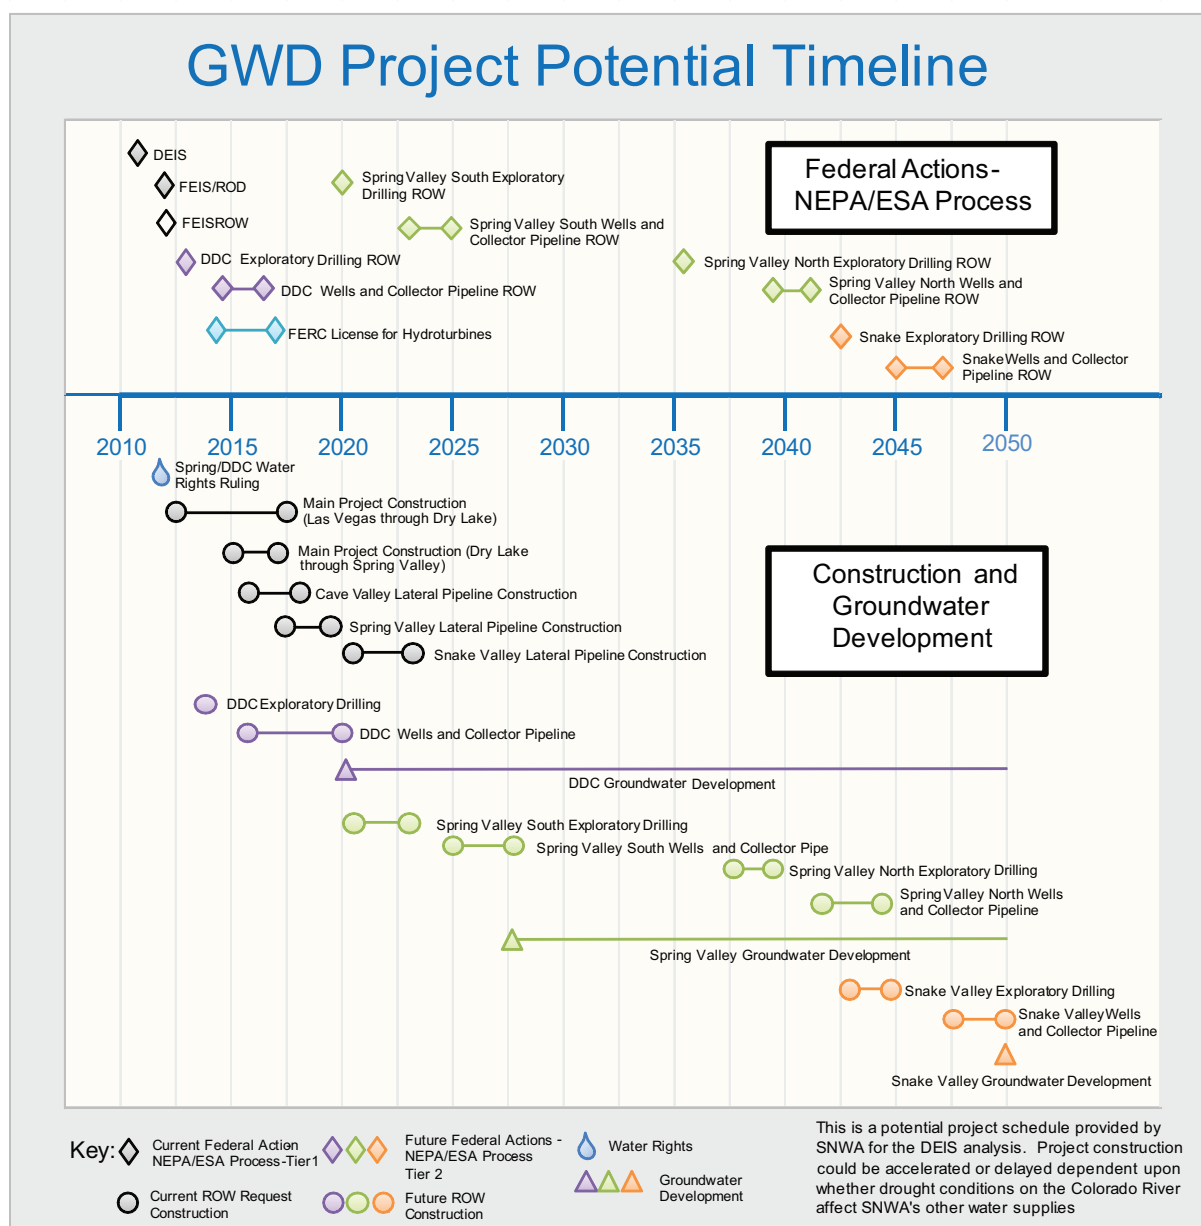 GWD Project Potential Timeline
DEIS
FEIS/ROD
FEISROW
DDC Exploratory Drilling ROW
DDC Wells and Collector Pipeline ROW
FERC License for Hydroturbines
Spring Valley South Exploratory
Drilling ROW
Spring Valley South Wells and
Collector Pipeline ROW
Federal Actions-
NEPA/ESA Process
Spring Valley North Exploratory Drilling ROW
Spring Valley North Wells and
Collector Pipeline ROW
Snake Exploratory Drilling ROW
Snake Wells and Collector
Pipeline ROW
2010 2015 2020 2025 2030 2035 2040 2045 2050
Spring/DDC Water
Rights Ruling
Main Project Construction
(Las Vegas through Dry Lake)
Main Project Construction (Dry Lake
through Spring Valley)
Cave Valley Lateral Pipeline Construction
Spring Valley Lateral Pipeline Construction
Snake Valley Lateral Pipeline Construction
Construction and
Groundwater
Development
DDC Exploratory Drilling
DDC Wells and Collector Pipeline
DDC Groundwater Development
Spring Valley South Exploratory Drilling
Spring Valley South Wells and Collector Pipe
Spring Valley North Exploratory Drilling
Spring Valley North Wells
and Collector Pipeline
Spring Valley Groundwater Development
Snake Valley Exploratory Drilling
Snake Valley Wells
and Collector Pipeline
Snake Valley Groundwater Development
Key:
Current Federal Action-
NEPA/ESA Process-Tier1
Current ROW Request
Construction
Future Federal Actions -
NEPA/ESA Process
Tier 2
Future ROW
Construction
Water Rights
Groundwater
Development
This is a potential project schedule provided by
SNWA for the DEIS analysis. Project construction
could be accelerated or delayed dependent upon
whether drought conditions on the Colorado River
affect SNWA's other water supplies